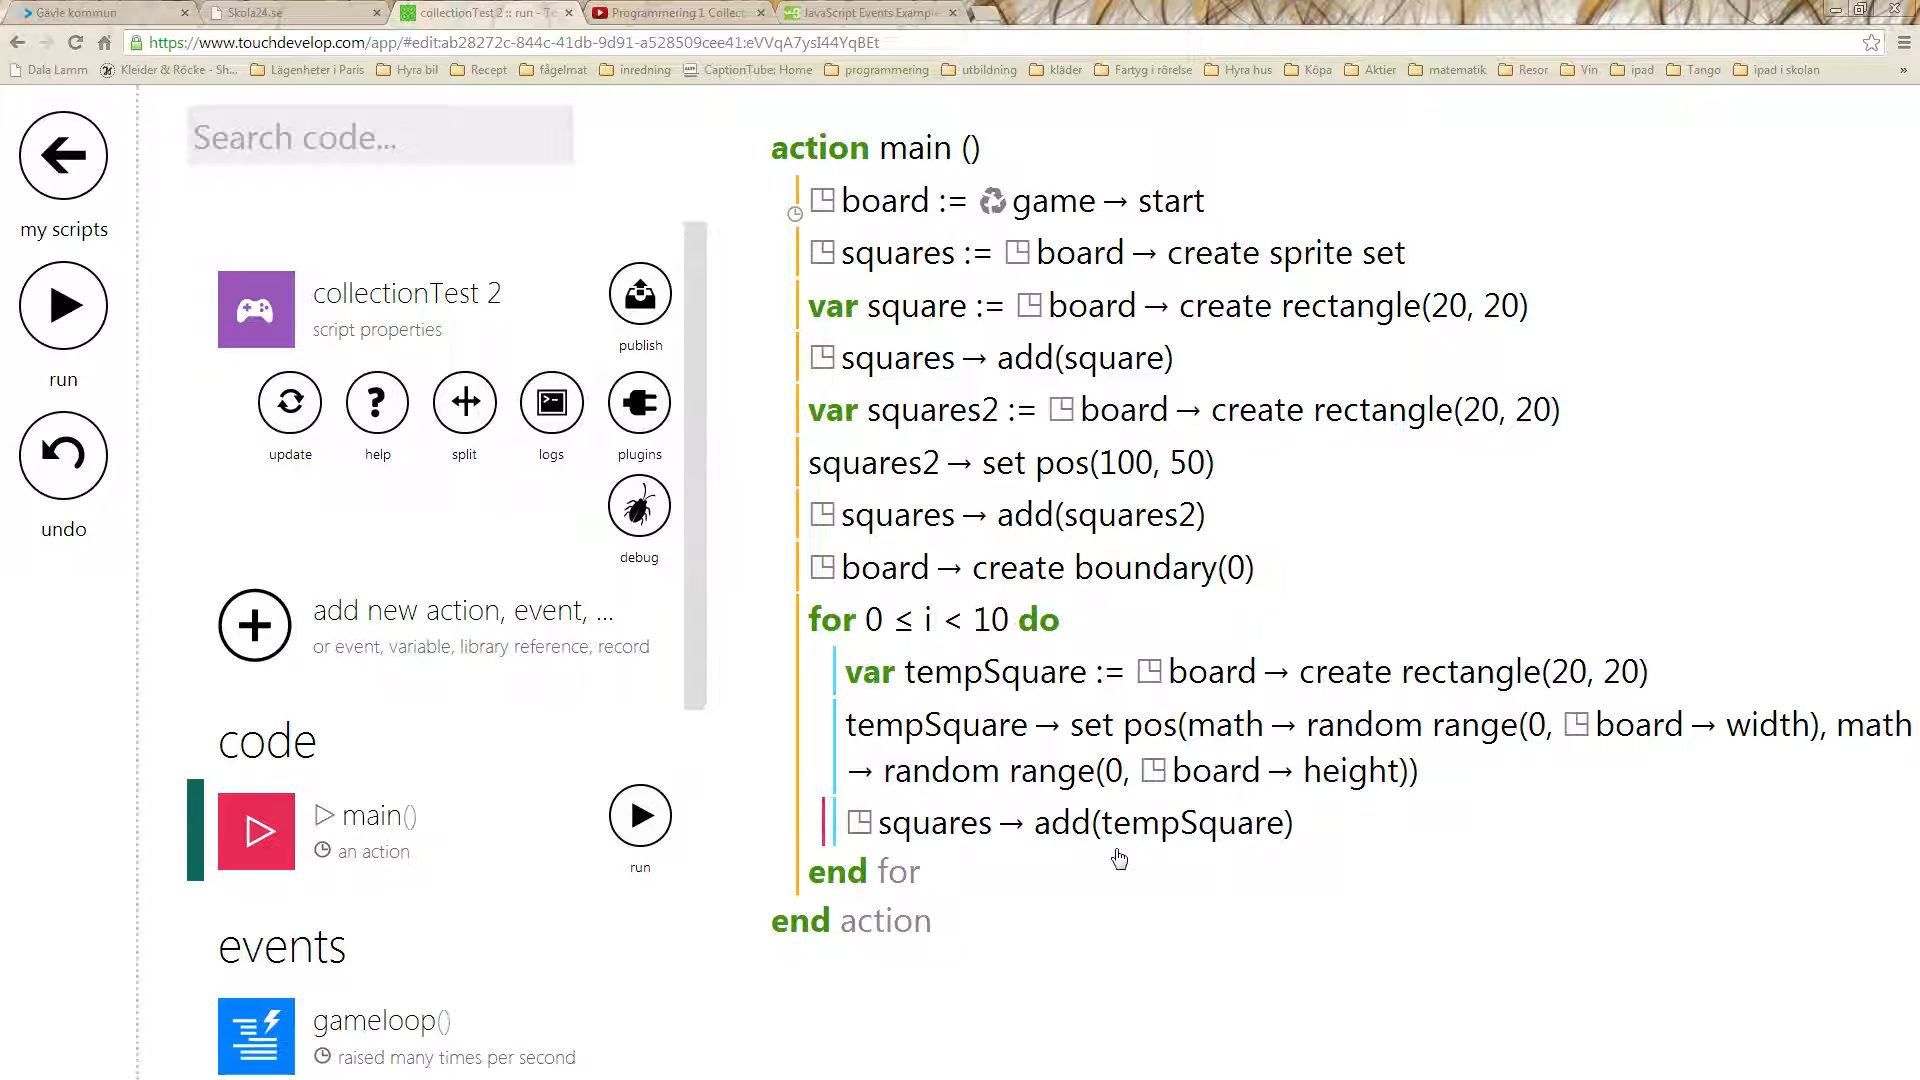 Gävle kommun
Skola24.se
collectionTest 2 :: run - T
Programmering 1 Collect
JavaScript Events Example
https://www.touchdevelop.com/app/#edit:ab28272c-844c-41db-9d91-a528509cee41:eVVqA7ysI44YqBEt
Dala Lamm
Kleider & Röcke - Sh...
Lägenheter i Paris
Hyra bil
Recept
fågelmat
inredning
CaptionTube: Home
programmering
utbildning
kläder
Fartyg i rörelse
Hyra hus
Köpa
Aktier
matematik
Resor
Vin
ipad
Tango
ipad i skolan
»
my scripts
run
undo
Search code...
collectionTest 2
script properties
publish
update
help
split
logs
plugins
debug
add new action, event, ...
or event, variable, library reference, record
code
main()
an action
run
events
gameloop()
raised many times per second
action main ()
board := game → start
squares := board → create sprite set
var square := board → create rectangle(20, 20)
squares → add(square)
var squares2 := board → create rectangle(20, 20)
squares2 → set pos(100, 50)
squares → add(squares2)
board → create boundary(0)
for 0 ≤ i < 10 do
var tempSquare := board → create rectangle(20, 20)
tempSquare → set pos(math → random range(0, board → width), math
→ random range(0, board → height))
squares → add(tempSquare)
end for
end action